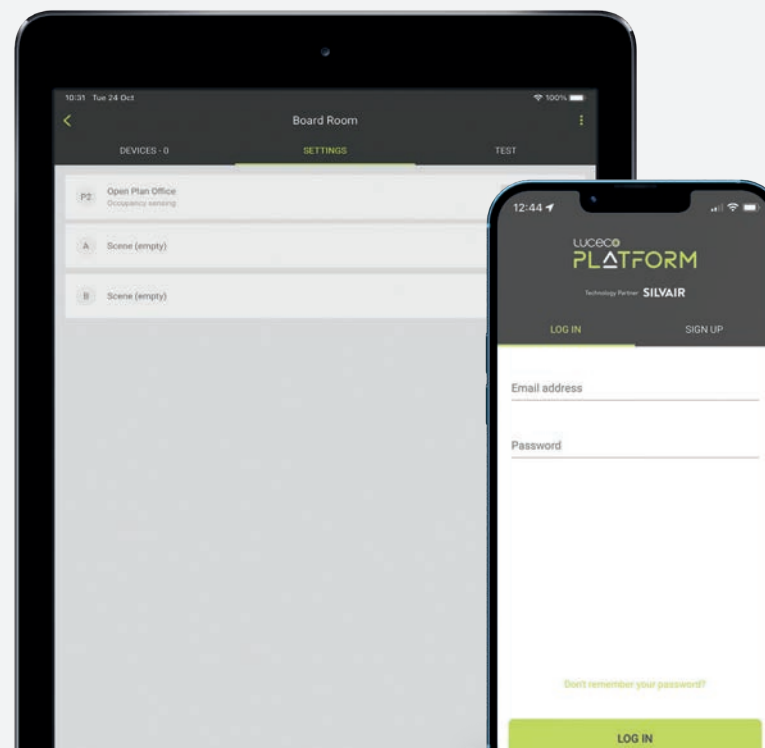 10:31 Tue 24 Oct
100%
Board Room
DEVICES - 0
SETTINGS
TEST
P2
Open Plan Office
Occupancy sensing
A
Scene (empty)
B
Scene (empty)
12:44
LUCECO
PLATFORM
Technology Partner SILVAIR
LOG IN
SIGN UP
Email address
Password
Don't remember your password?
LOG IN